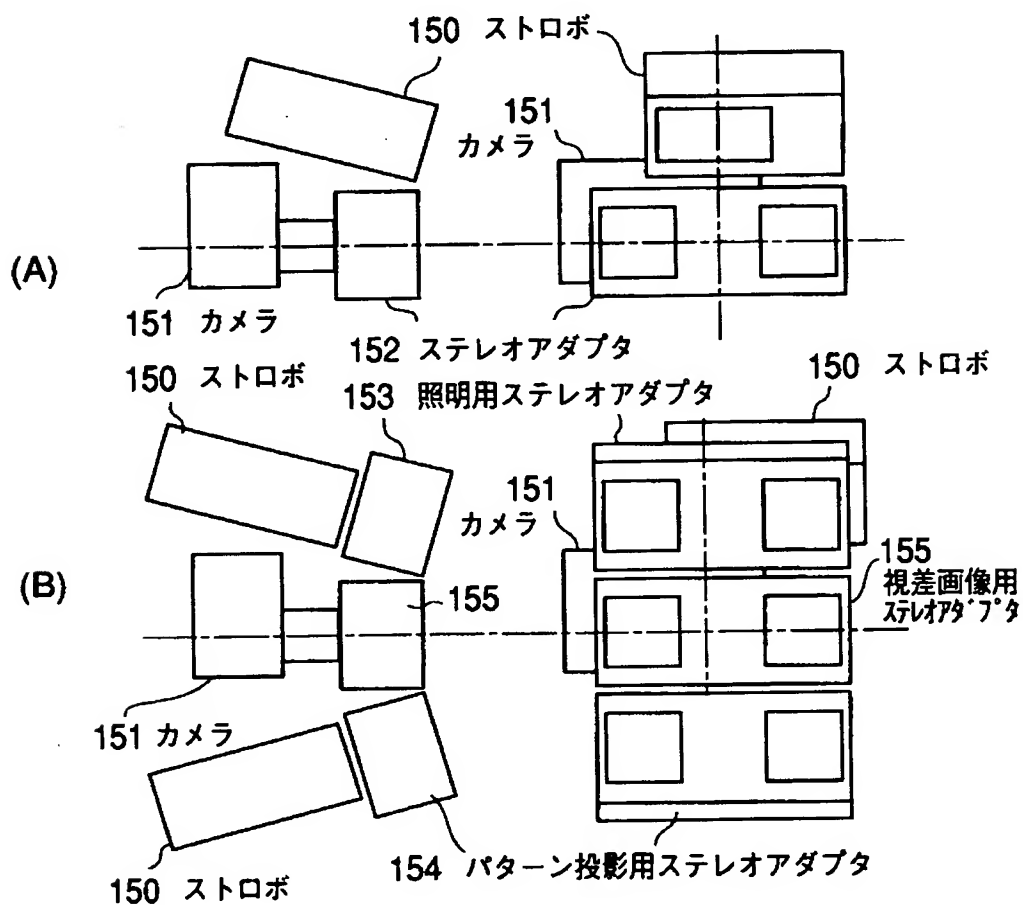 150 ストロボ
151
カメラ
(A)
151 カメラ
152 ステレオアダプタ
150 ストロボ
153 照明用ステレオアダプタ
150 ストロボ
151
カメラ
(B)
155
155
視差画像用
ステレオアダプタ
151 カメラ
150 ストロボ
154 パターン投影用ステレオアダプタ